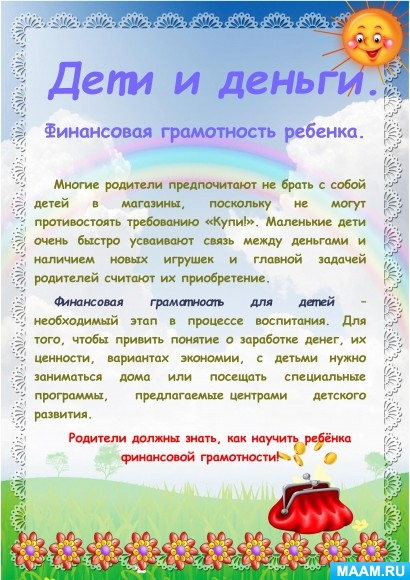 Дети и деньги.
Финансовая грамотность ребенка.
Многие родители предпочитают не брать с собой
детей в магазины, поскольку не могут
противостоять требованию «Купи!». Маленькие дети
очень быстро усваивают связь между деньгами и
наличием новых игрушек и главной задачей
родителей считают их приобретение.
Финансовая грамотность для детей –
необходимый этап в процессе воспитания. Для
того, чтобы привить понятие о заработке денег, их
ценности, вариантах экономии, с детьми нужно
заниматься дома или посещать специальные
программы, предлагаемые центрами детского
развития.
Родители должны знать, как научить ребёнка
финансовой грамотности!
MAAM.RU